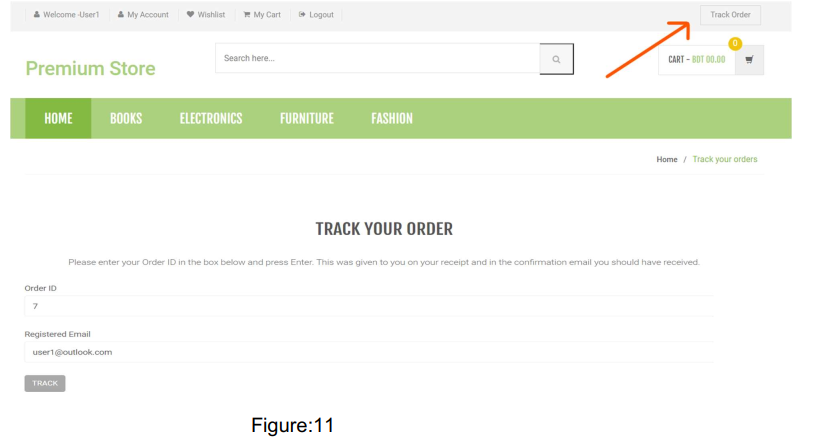 Welcome -User1 My Account Wishlist My Cart Logout Track Order
Premium Store Search here... CART - BDT 00.00 0
HOME BOOKS ELECTRONICS FURNITURE FASHION
Home / Track your orders
TRACK YOUR ORDER
Please enter your Order ID in the box below and press Enter. This was given to you on your receipt and in the confirmation email you should have received.
Order ID
7
Registered Email
user1@outlook.com
TRACK
Figure:11